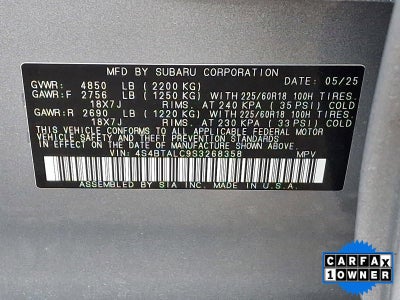 MFD BY SUBARU CORPORATION DATE: 05/25
GVWR: 4850 LB (2200 KG)
GAWR:F 2756 LB (1250 KG) WITH 225/60R18 100H TIRES.
18X7J RIMS. AT 240 KPA (35 PSI) COLD
GAWR:R 2690 LB (1220 KG) WITH 225/60R18 100H TIRES.
18X7J RIMS. AT 230 KPA (33 PSI) COLD
THIS VEHICLE CONFORMS TO ALL APPLICABLE FEDERAL MOTOR
VEHICLE SAFETY AND THEFT PREVENTION STANDARDS IN EFFECT
ON THE DATE OF MANUFACTURE SHOWN ABOVE.
VIN: 4S4BTALC9S3268358 MPV
ASSEMBLED BY SIA INC. IN U.S.A.
CARFAX
1 OWNER